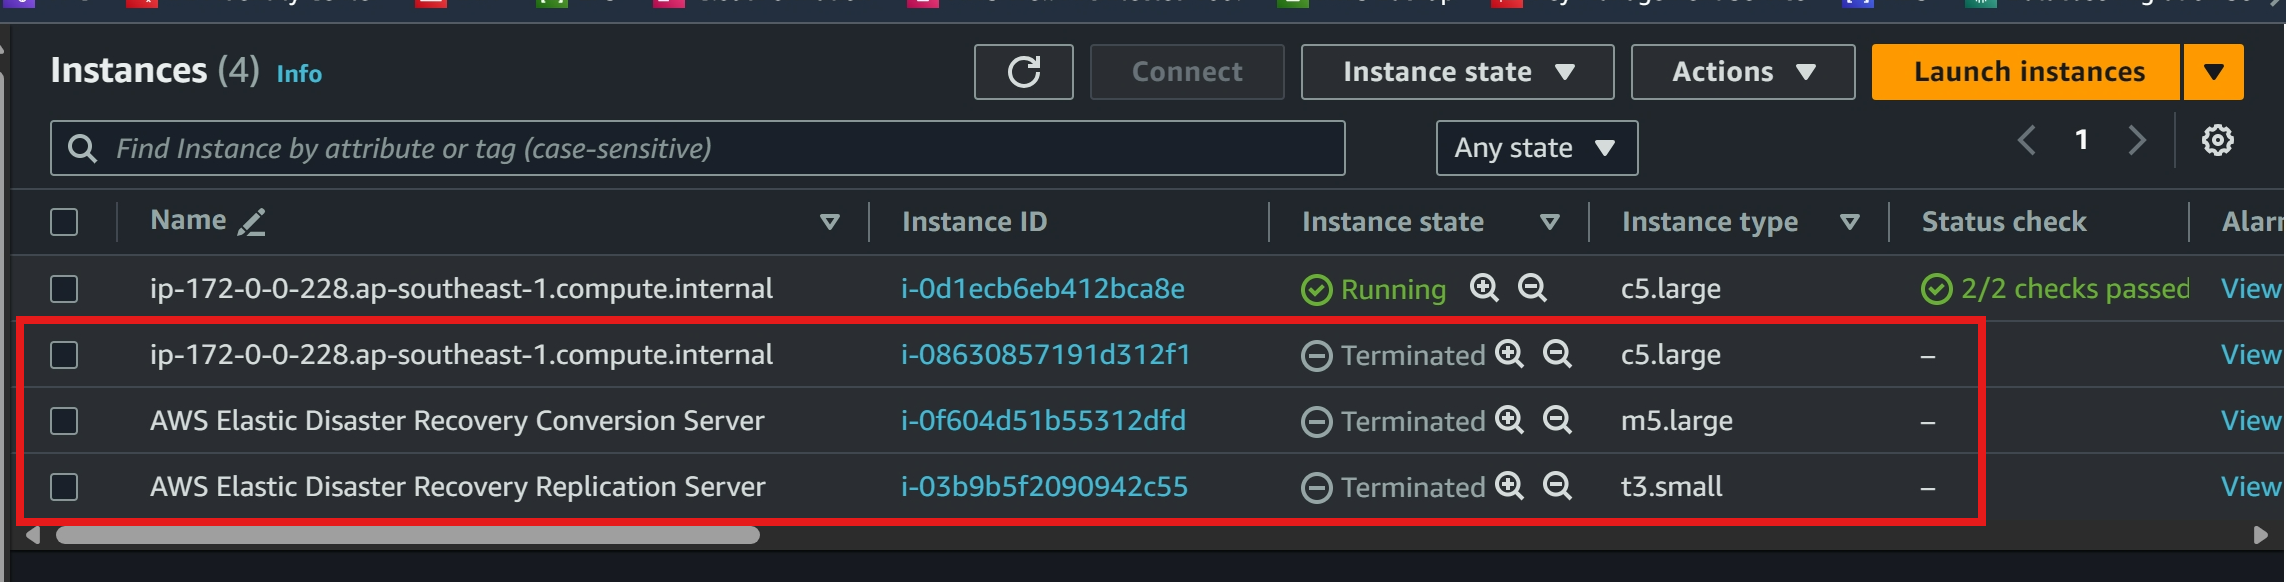 Instances (4) Info
Connect
Instance state
Actions
Launch instances
Find Instance by attribute or tag (case-sensitive)
Any state
1
Name Instance ID Instance state Instance type Status check
ip-172-0-0-228.ap-southeast-1.compute.internal i-0d1ecb6eb412bca8e Running c5.large 2/2 checks passed View
ip-172-0-0-228.ap-southeast-1.compute.internal i-08630857191d312f1 Terminated c5.large – View
AWS Elastic Disaster Recovery Conversion Server i-0f604d51b55312dfd Terminated m5.large – View
AWS Elastic Disaster Recovery Replication Server i-03b9b5f2090942c55 Terminated t3.small – View